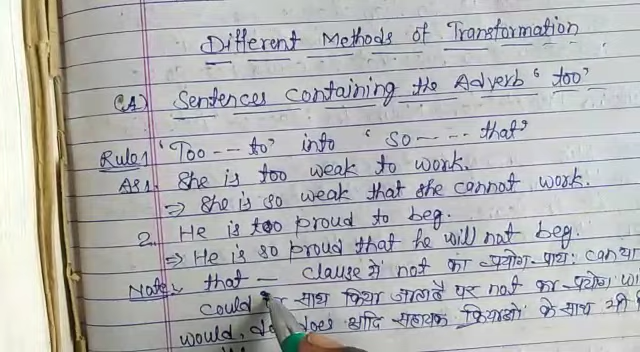 Different Methods of Transformation
(A) Sentences containing the Adverb 'too'
Rule 1 'Too --- to' into 'so --- that'
As 1. She is too weak to work.
⇒ She is so weak that she cannot work.
2. He is too proud to beg.
⇒ He is so proud that he will not beg.
Note:- that — clause में not का प्रयोग प्रायः can या
could साथ किया जाता है पर not का प्रयोग
would, does आदि सहायक क्रियाओं के साथ भी